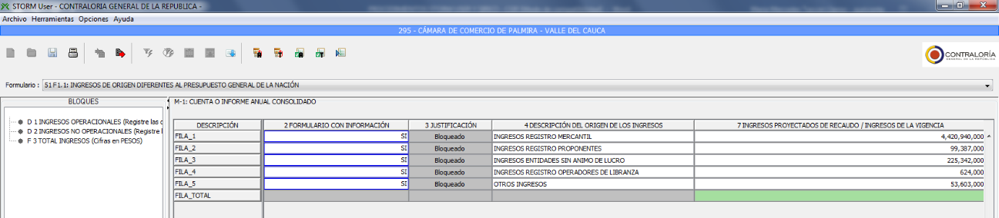 STORM User - CONTRALORIA GENERAL DE LA REPUBLICA -
Archivo Herramientas Opciones Ayuda
295 - CÁMARA DE COMERCIO DE PALMIRA - VALLE DEL CAUCA
CONTRALORÍA
GENERAL DE LA REPÚBLICA
Formulario : 51 F1.1: INGRESOS DE ORIGEN DIFERENTES AL PRESUPUESTO GENERAL DE LA NACIÓN
BLOQUES
D 1 INGRESOS OPERACIONALES (Registre las c
D 2 INGRESOS NO OPERACIONALES (Registre l
F 3 TOTAL INGRESOS (Cifras en PESOS)
M-1: CUENTA O INFORME ANUAL CONSOLIDADO
DESCRIPCIÓN 2 FORMULARIO CON INFORMACIÓN 3 JUSTIFICACIÓN 4 DESCRIPCIÓN DEL ORIGEN DE LOS INGRESOS 7 INGRESOS PROYECTADOS DE RECAUDO / INGRESOS DE LA VIGENCIA
FILA_1 SI Bloqueado INGRESOS REGISTRO MERCANTIL 4,420,940,000
FILA_2 SI Bloqueado INGRESOS REGISTRO PROPONENTES 99,387,000
FILA_3 SI Bloqueado INGRESOS ENTIDADES SIN ANIMO DE LUCRO 225,342,000
FILA_4 SI Bloqueado INGRESOS REGISTRO OPERADORES DE LIBRANZA 624,000
FILA_5 SI Bloqueado OTROS INGRESOS 53,603,000
FILA_TOTAL